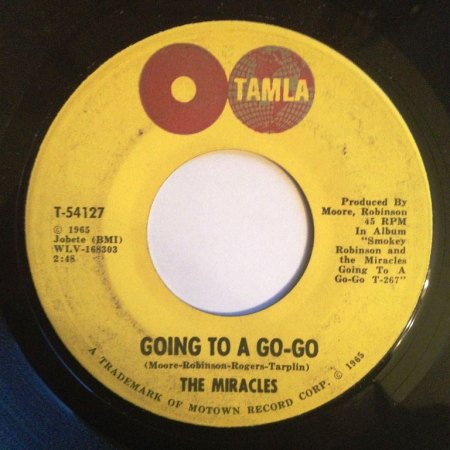 TAMLA
T-54127
© 1965
Jobete (BMI)
WLV-168303
2:48
Produced By
Moore, Robinson
45 RPM
In Album
"Smokey
Robinson and
the Miracles
Going To A
Go-Go T-267"
GOING TO A GO-GO
(Moore-Robinson-Rogers-Tarplin)
THE MIRACLES
A TRADEMARK OF MOTOWN RECORD CORP. © 1965